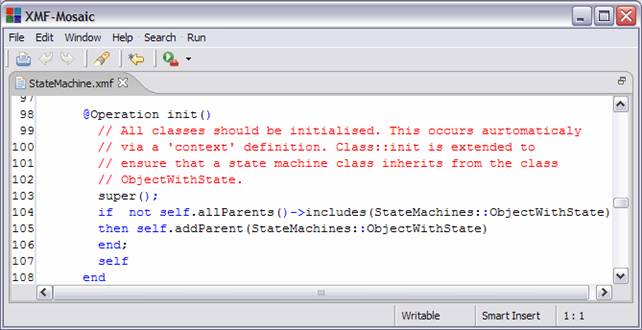 XMF-Mosaic
File Edit Window Help Search Run
StateMachine.xmf
97
98 @Operation init()
99 // All classes should be initialised. This occurs aurtomaticaly
100 // via a 'context' definition. Class::init is extended to
101 // ensure that a state machine class inherits from the class
102 // ObjectWithState.
103 super();
104 if not self.allParents()->includes(StateMachines::ObjectWithState)
105 then self.addParent(StateMachines::ObjectWithState)
106 end;
107 self
108 end
Writable Smart Insert 1 : 1